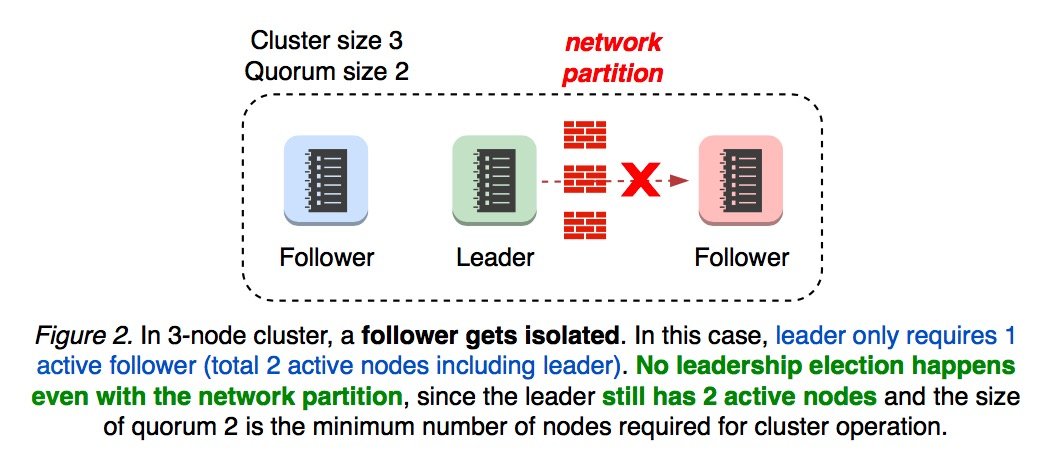 Cluster size 3
Quorum size 2
network
partition
Follower
Leader
Follower
Figure 2. In 3-node cluster, a follower gets isolated. In this case, leader only requires 1
active follower (total 2 active nodes including leader). No leadership election happens
even with the network partition, since the leader still has 2 active nodes and the size
of quorum 2 is the minimum number of nodes required for cluster operation.